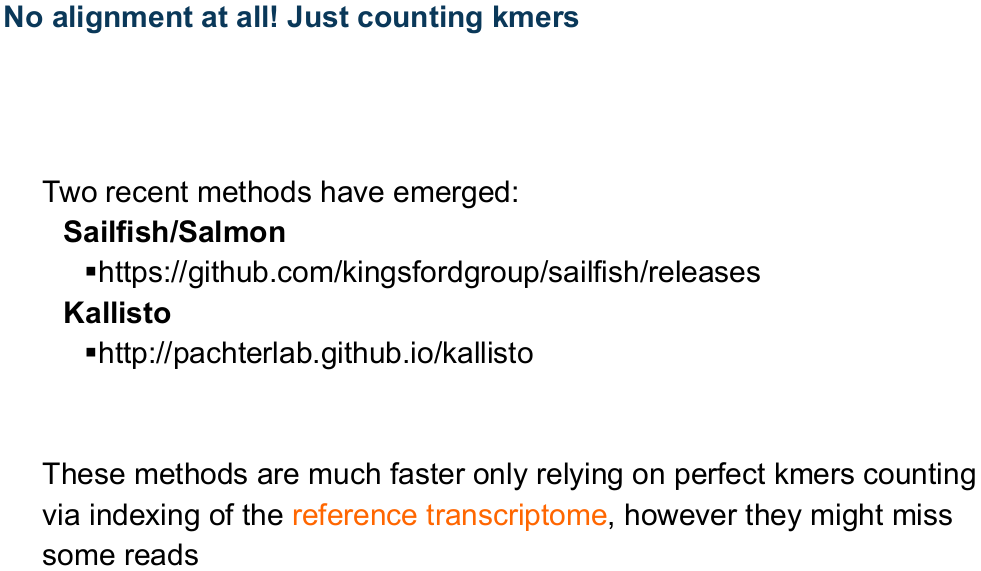 No alignment at all! Just counting kmers
Two recent methods have emerged:
Sailfish/Salmon
▪https://github.com/kingsfordgroup/sailfish/releases
Kallisto
▪http://pachterlab.github.io/kallisto
These methods are much faster only relying on perfect kmers counting
via indexing of the reference transcriptome, however they might miss
some reads